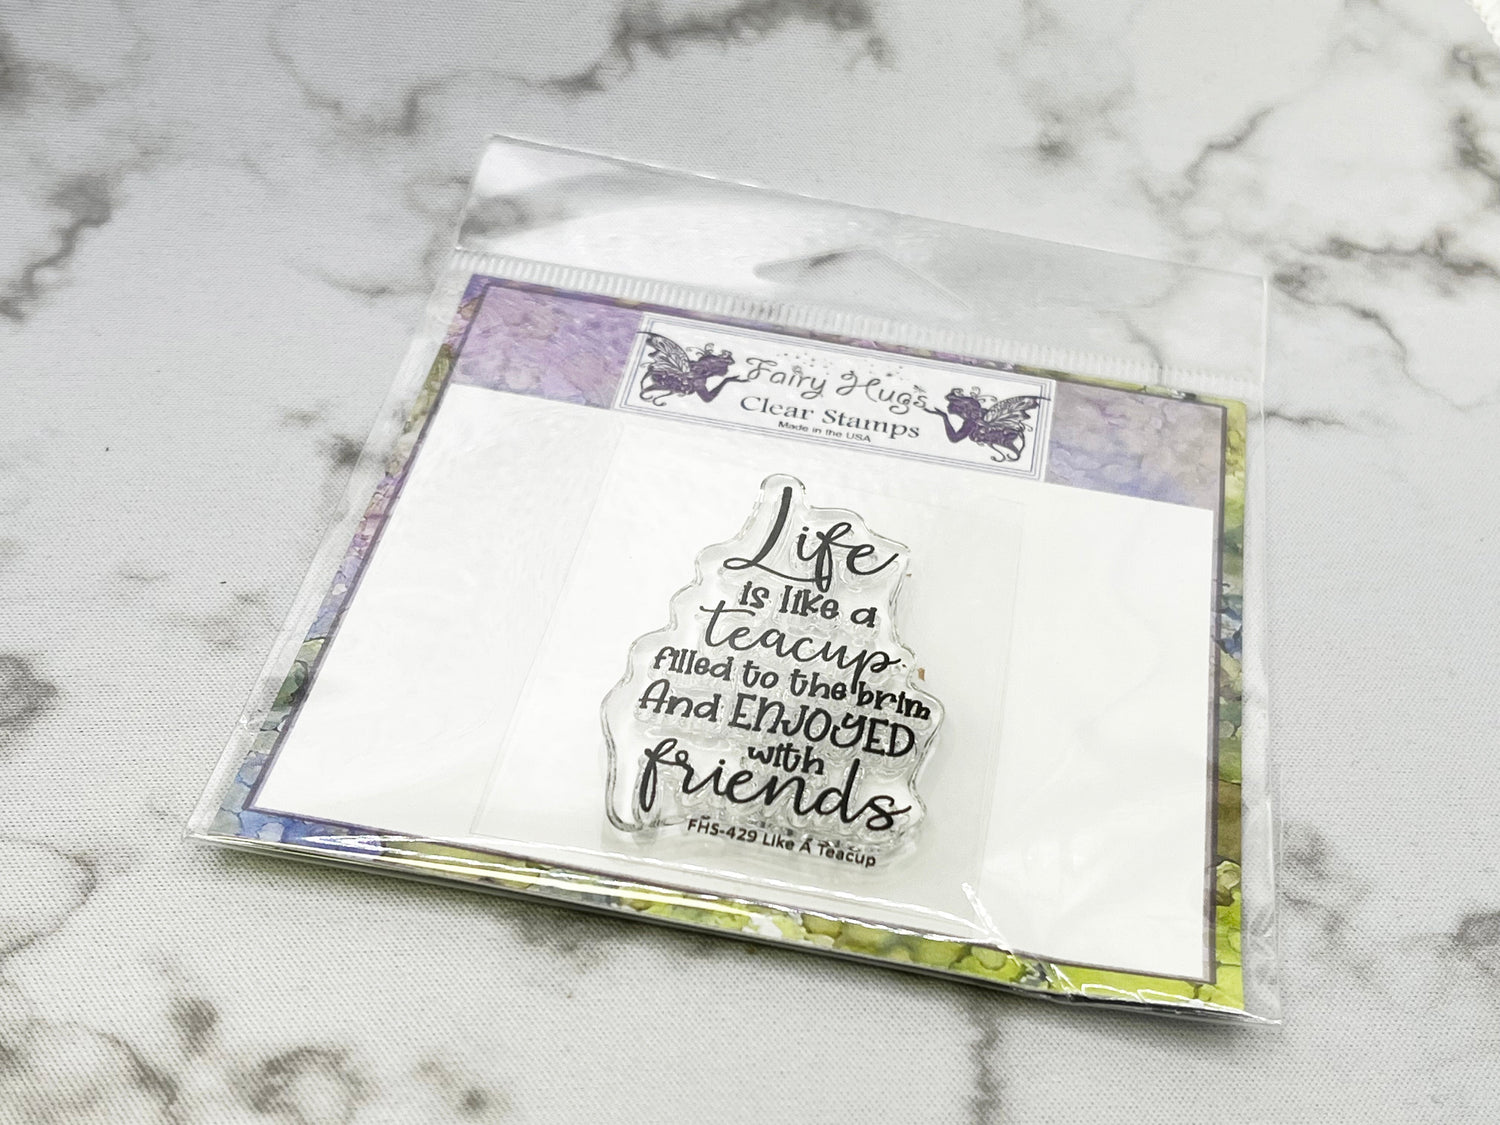 Fairy Hugs
Clear Stamps
Made in the USA
Life
is like a
teacup
filled to the brim
And ENJOYED
with
friends
FHS-429 Like A Teacup